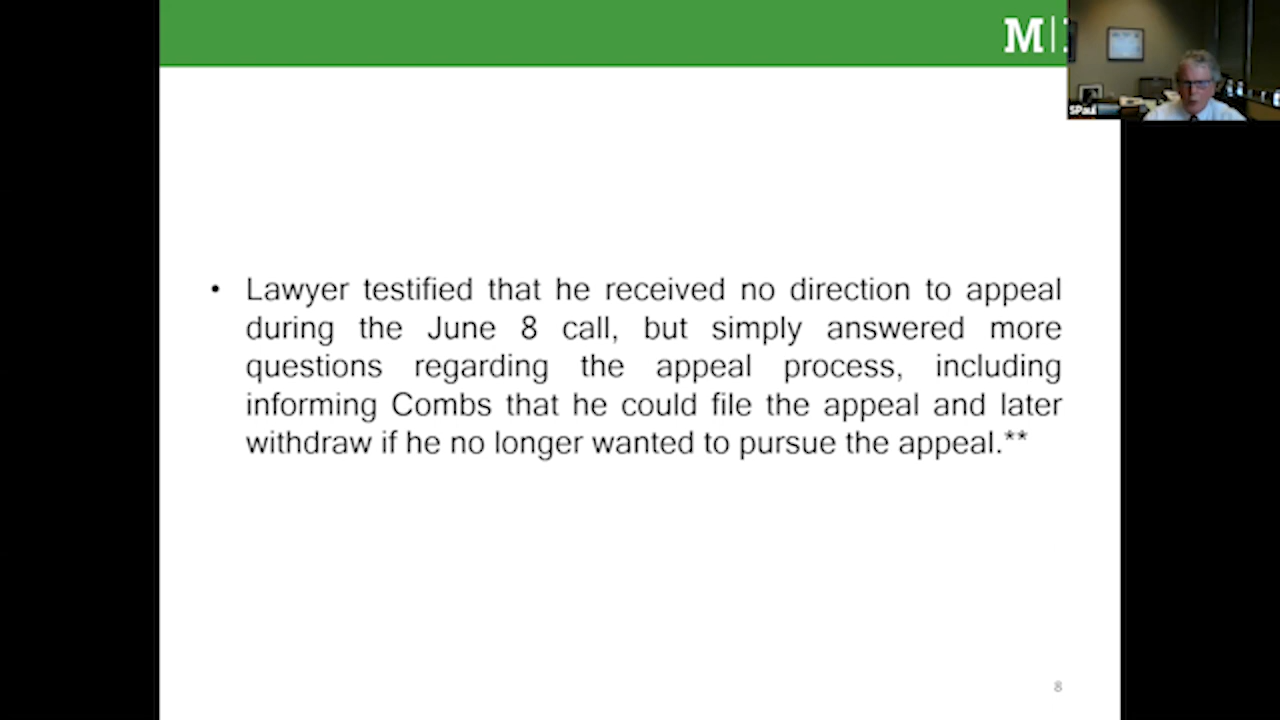 M
SPaul
• Lawyer testified that he received no direction to appeal
during the June 8 call, but simply answered more
questions regarding the appeal process, including
informing Combs that he could file the appeal and later
withdraw if he no longer wanted to pursue the appeal.**
8